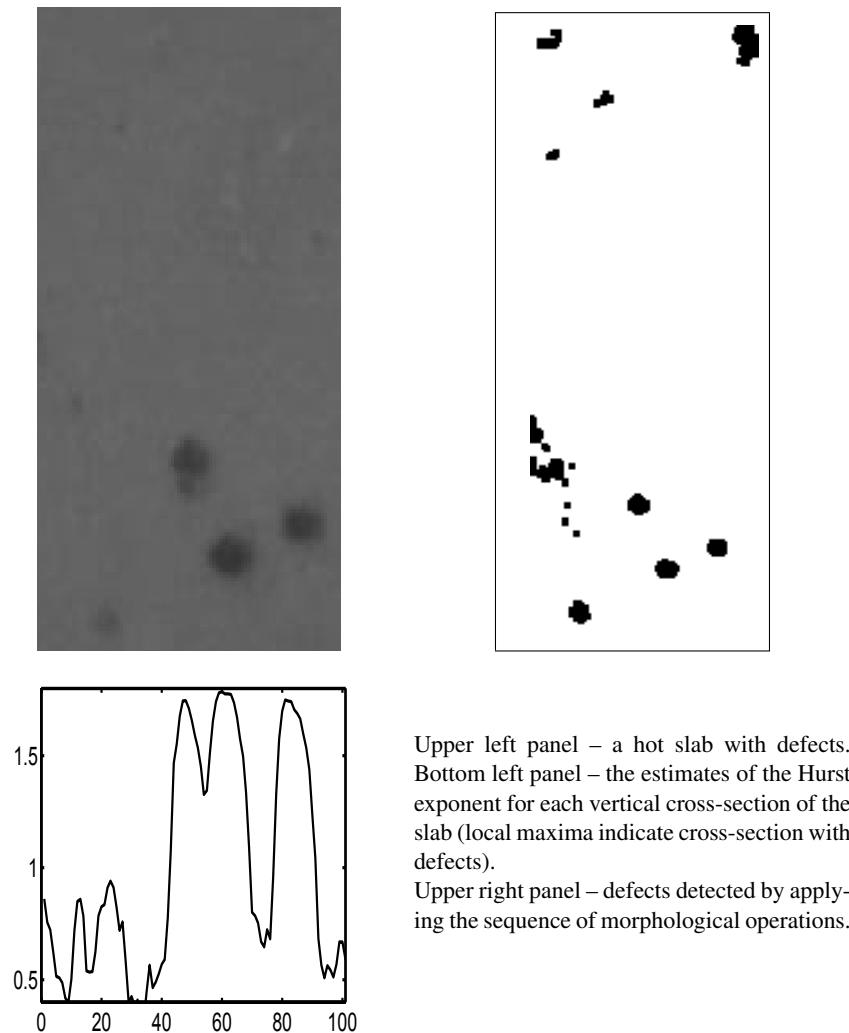 1.5
1
0.5
0 20 40 60 80 100
Upper left panel – a hot slab with defects.
Bottom left panel – the estimates of the Hurst
exponent for each vertical cross-section of the
slab (local maxima indicate cross-section with
defects).
Upper right panel – defects detected by apply-
ing the sequence of morphological operations.